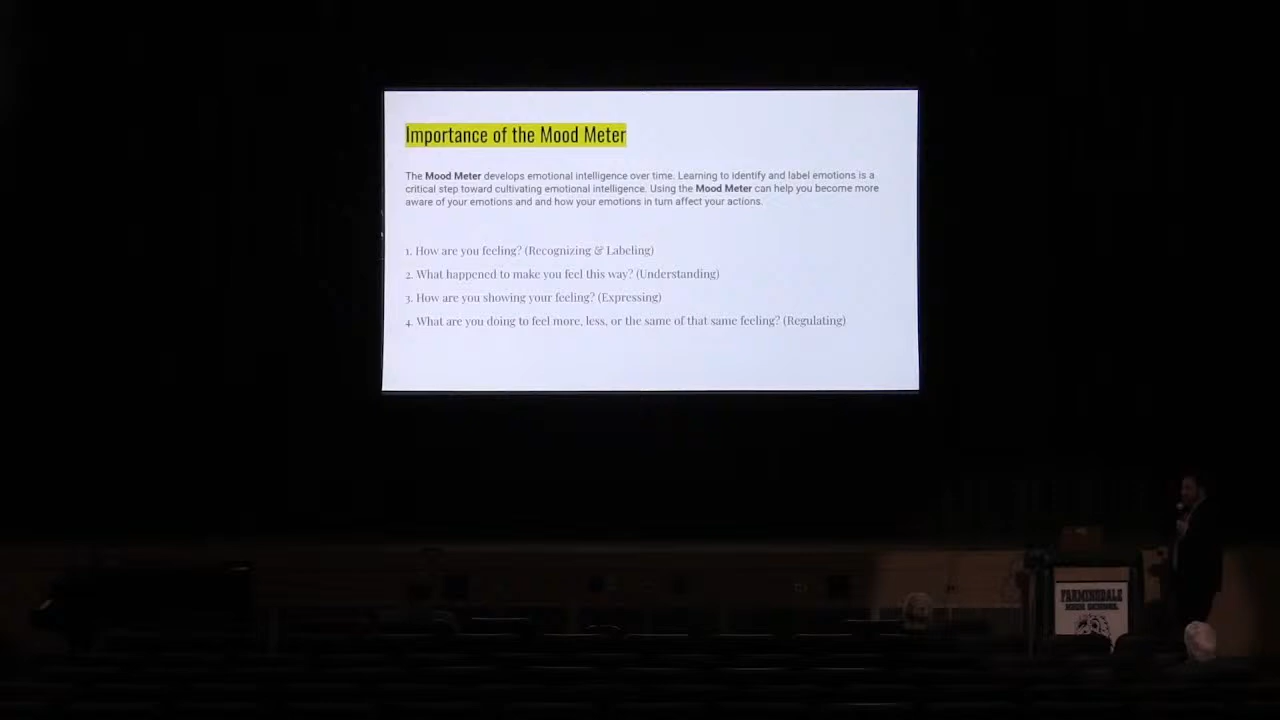 Importance of the Mood Meter
The Mood Meter develops emotional intelligence over time. Learning to identify and label emotions is a
critical step toward cultivating emotional intelligence. Using the Mood Meter can help you become more
aware of your emotions and and how your emotions in turn affect your actions.
1. How are you feeling? (Recognizing & Labeling)
2. What happened to make you feel this way? (Understanding)
3. How are you showing your feeling? (Expressing)
4. What are you doing to feel more, less, or the same of that same feeling? (Regulating)
FARMINGDALE
HIGH SCHOOL